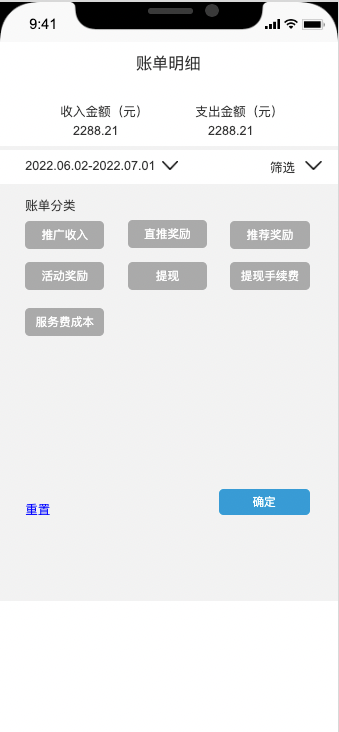 9:41
账单明细
收入金额（元） 支出金额（元）
2288.21 2288.21
2022.06.02-2022.07.01 筛选
账单分类
推广收入 直推奖励 推荐奖励
活动奖励 提现 提现手续费
服务费成本
重置 确定